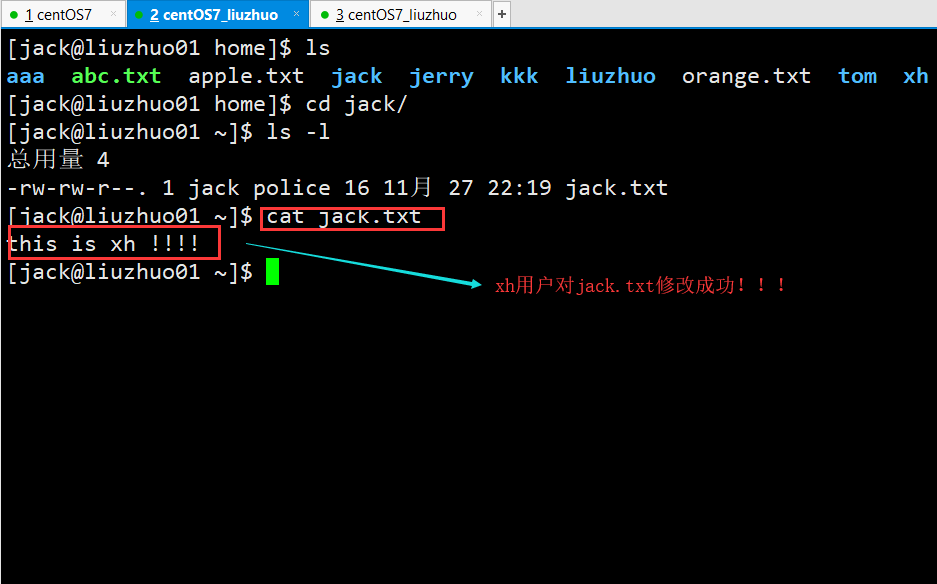 1 centOS7 × 2 centOS7_liuzhuo × 3 centOS7_liuzhuo × +
[jack@liuzhuo01 home]$ ls
aaa abc.txt apple.txt jack jerry kkk liuzhuo orange.txt tom xh
[jack@liuzhuo01 home]$ cd jack/
[jack@liuzhuo01 ~]$ ls -l
总用量 4
-rw-rw-r--. 1 jack police 16 11月 27 22:19 jack.txt
[jack@liuzhuo01 ~]$ cat jack.txt
this is xh !!!!
[jack@liuzhuo01 ~]$
xh用户对jack.txt修改成功！！！